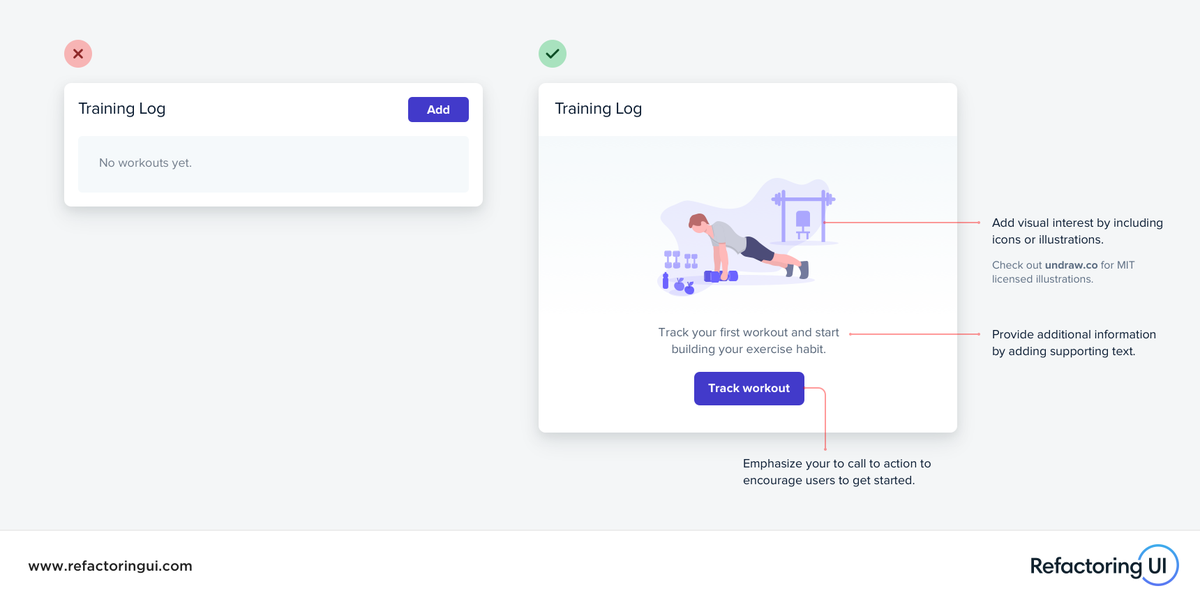 Training Log
Add
No workouts yet.
Training Log
Track your first workout and start
building your exercise habit.
Track workout
Add visual interest by including
icons or illustrations.
Check out undraw.co for MIT
licensed illustrations.
Provide additional information
by adding supporting text.
Emphasize your to call to action to
encourage users to get started.
www.refactoringui.com
Refactoring UI